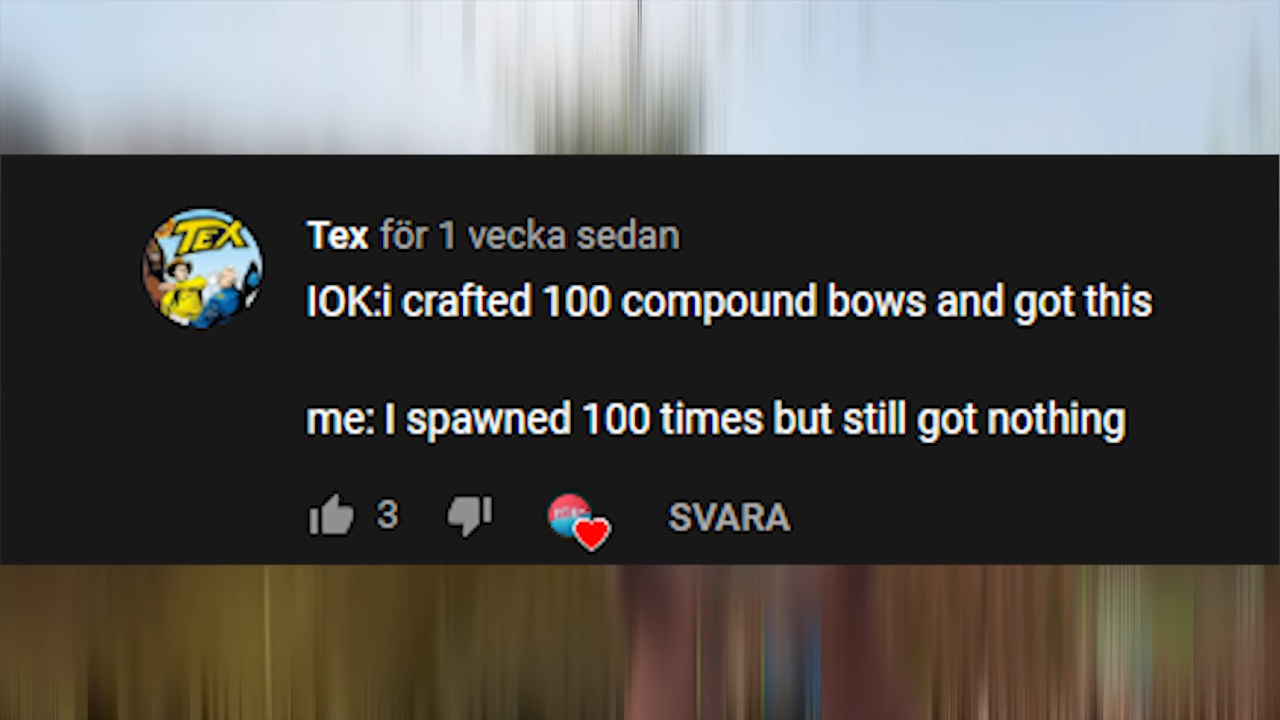 TEX
Tex för 1 vecka sedan
IOK:i crafted 100 compound bows and got this
me: I spawned 100 times but still got nothing
3 SVARA